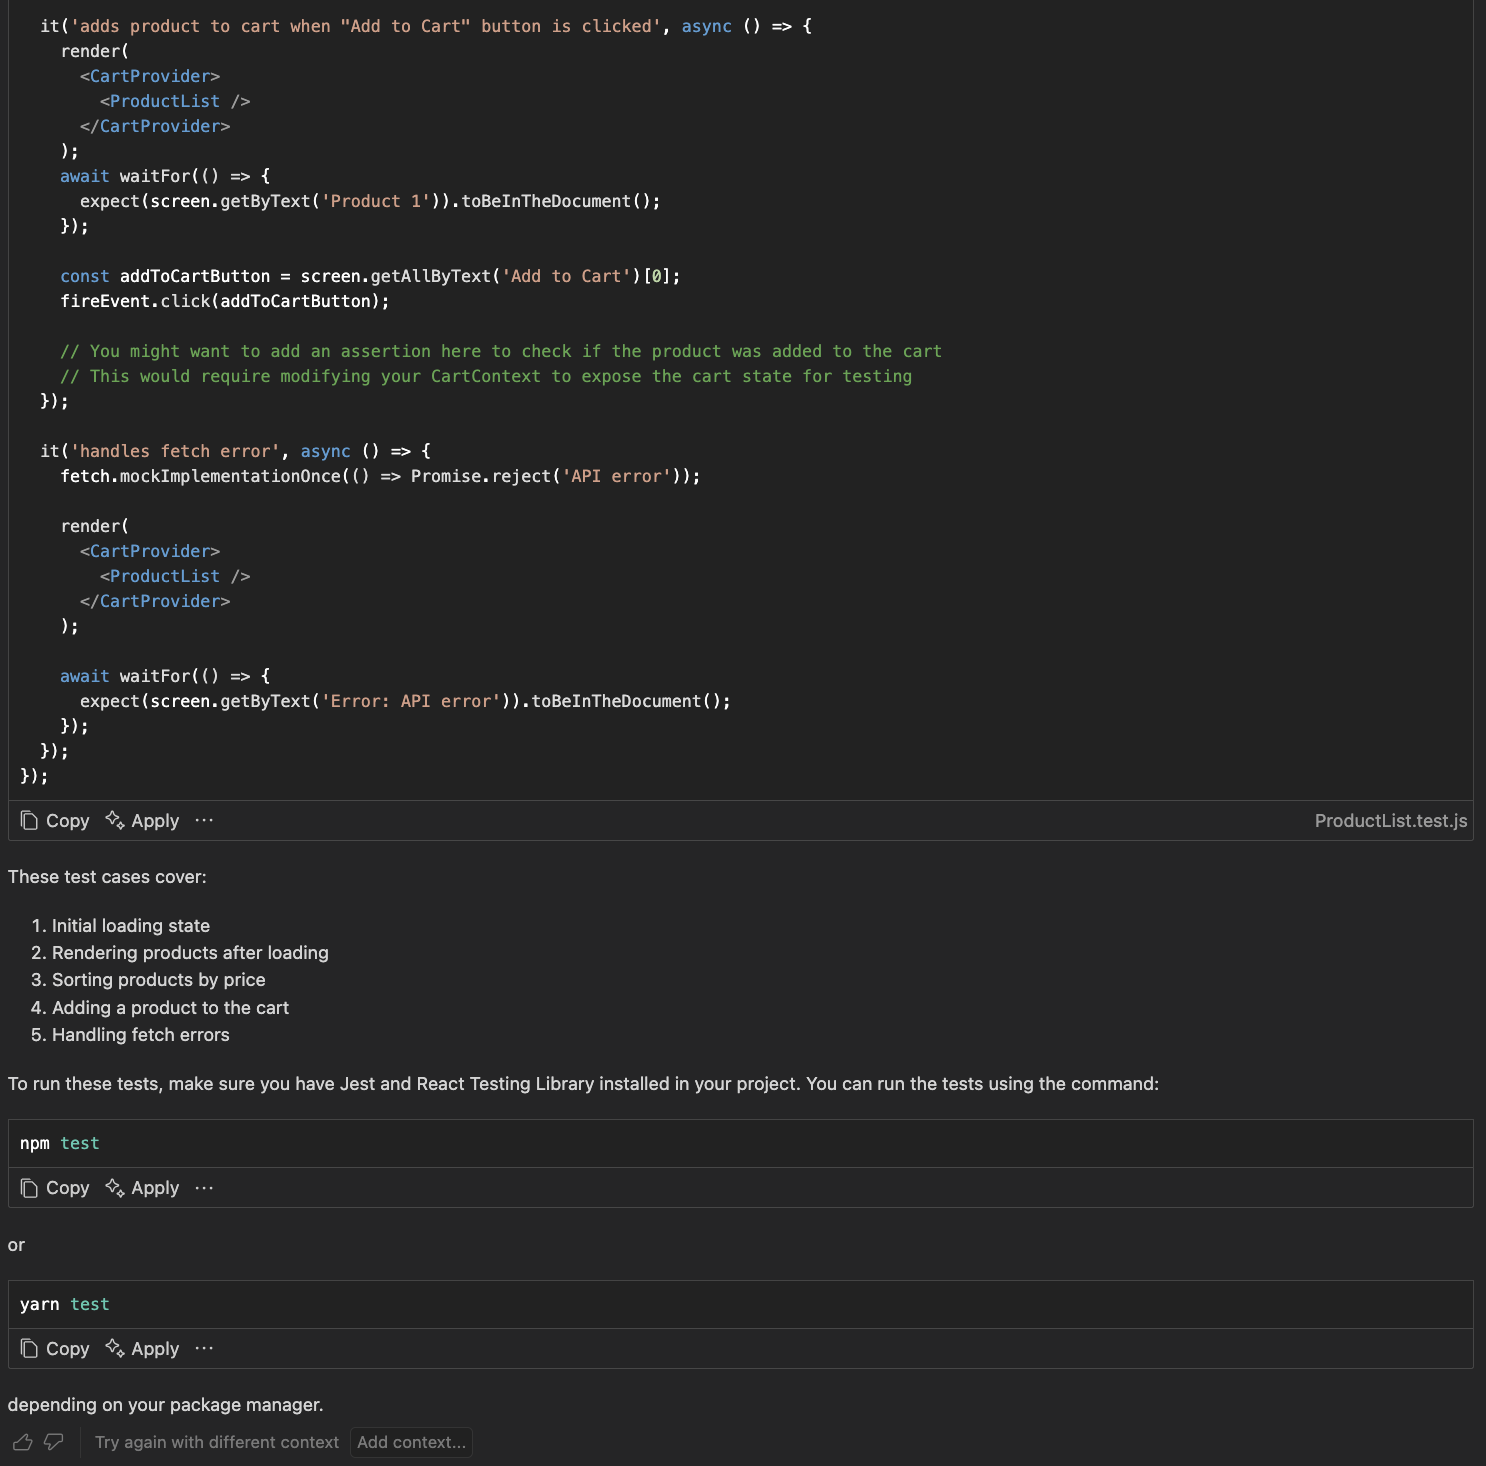 it('adds product to cart when "Add to Cart" button is clicked', async () => {
render(
<CartProvider>
<ProductList />
</CartProvider>
);
await waitFor(() => {
expect(screen.getByText('Product 1')).toBeInTheDocument();
});
const addToCartButton = screen.getAllByText('Add to Cart')[0];
fireEvent.click(addToCartButton);
// You might want to add an assertion here to check if the product was added to the cart
// This would require modifying your CartContext to expose the cart state for testing
});
it('handles fetch error', async () => {
fetch.mockImplementationOnce(() => Promise.reject('API error'));
render(
<CartProvider>
<ProductList />
</CartProvider>
);
await waitFor(() => {
expect(screen.getByText('Error: API error')).toBeInTheDocument();
});
});
});
Copy Apply ··· ProductList.test.js
These test cases cover:
1. Initial loading state
2. Rendering products after loading
3. Sorting products by price
4. Adding a product to the cart
5. Handling fetch errors
To run these tests, make sure you have Jest and React Testing Library installed in your project. You can run the tests using the command:
npm test
Copy Apply ···
or
yarn test
Copy Apply ···
depending on your package manager.
Try again with different context Add context...